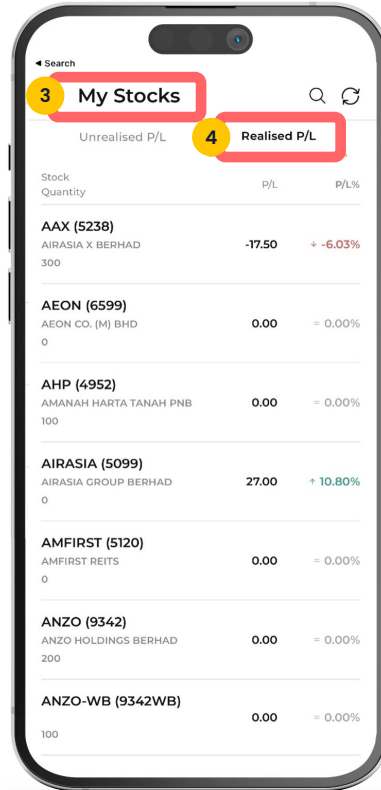 ◄ Search
3 My Stocks
Unrealised P/L 4 Realised P/L
Stock
Quantity P/L P/L%
AAX (5238)
AIRASIA X BERHAD -17.50 ↓ -6.03%
300
AEON (6599)
AEON CO. (M) BHD 0.00 = 0.00%
0
AHP (4952)
AMANAH HARTA TANAH PNB 0.00 = 0.00%
100
AIRASIA (5099)
AIRASIA GROUP BERHAD 27.00 ↑ 10.80%
0
AMFIRST (5120)
AMFIRST REITS 0.00 = 0.00%
0
ANZO (9342)
ANZO HOLDINGS BERHAD 0.00 = 0.00%
200
ANZO-WB (9342WB)
0.00 = 0.00%
100